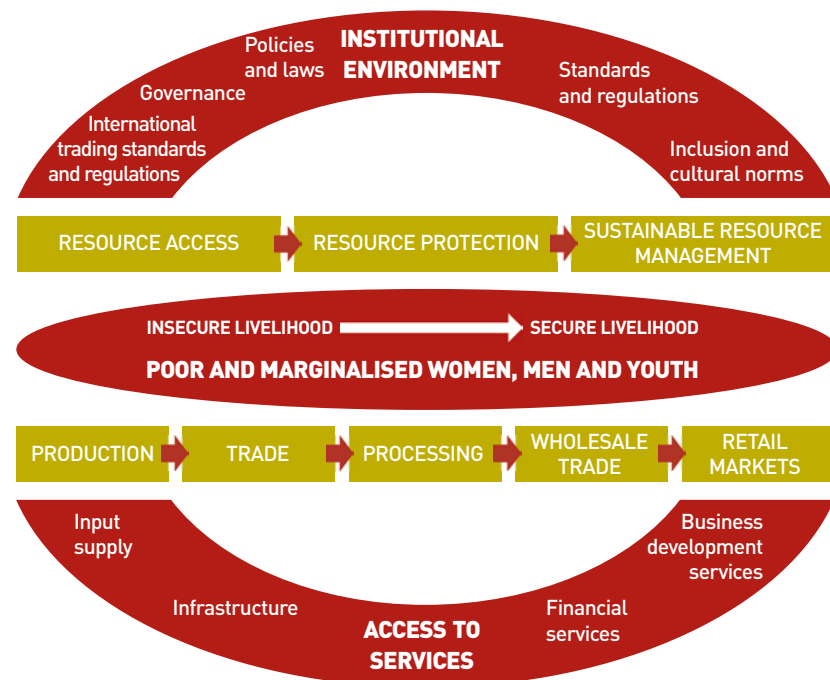 INSTITUTIONAL
ENVIRONMENT
Policies
and laws
Governance
International
trading standards
and regulations
Standards
and regulations
Inclusion and
cultural norms
RESOURCE ACCESS
RESOURCE PROTECTION
SUSTAINABLE RESOURCE
MANAGEMENT
INSECURE LIVELIHOOD
SECURE LIVELIHOOD
POOR AND MARGINALISED WOMEN, MEN AND YOUTH
PRODUCTION
TRADE
PROCESSING
WHOLESALE
TRADE
RETAIL
MARKETS
Input
supply
Infrastructure
ACCESS TO
SERVICES
Financial
services
Business
development
services